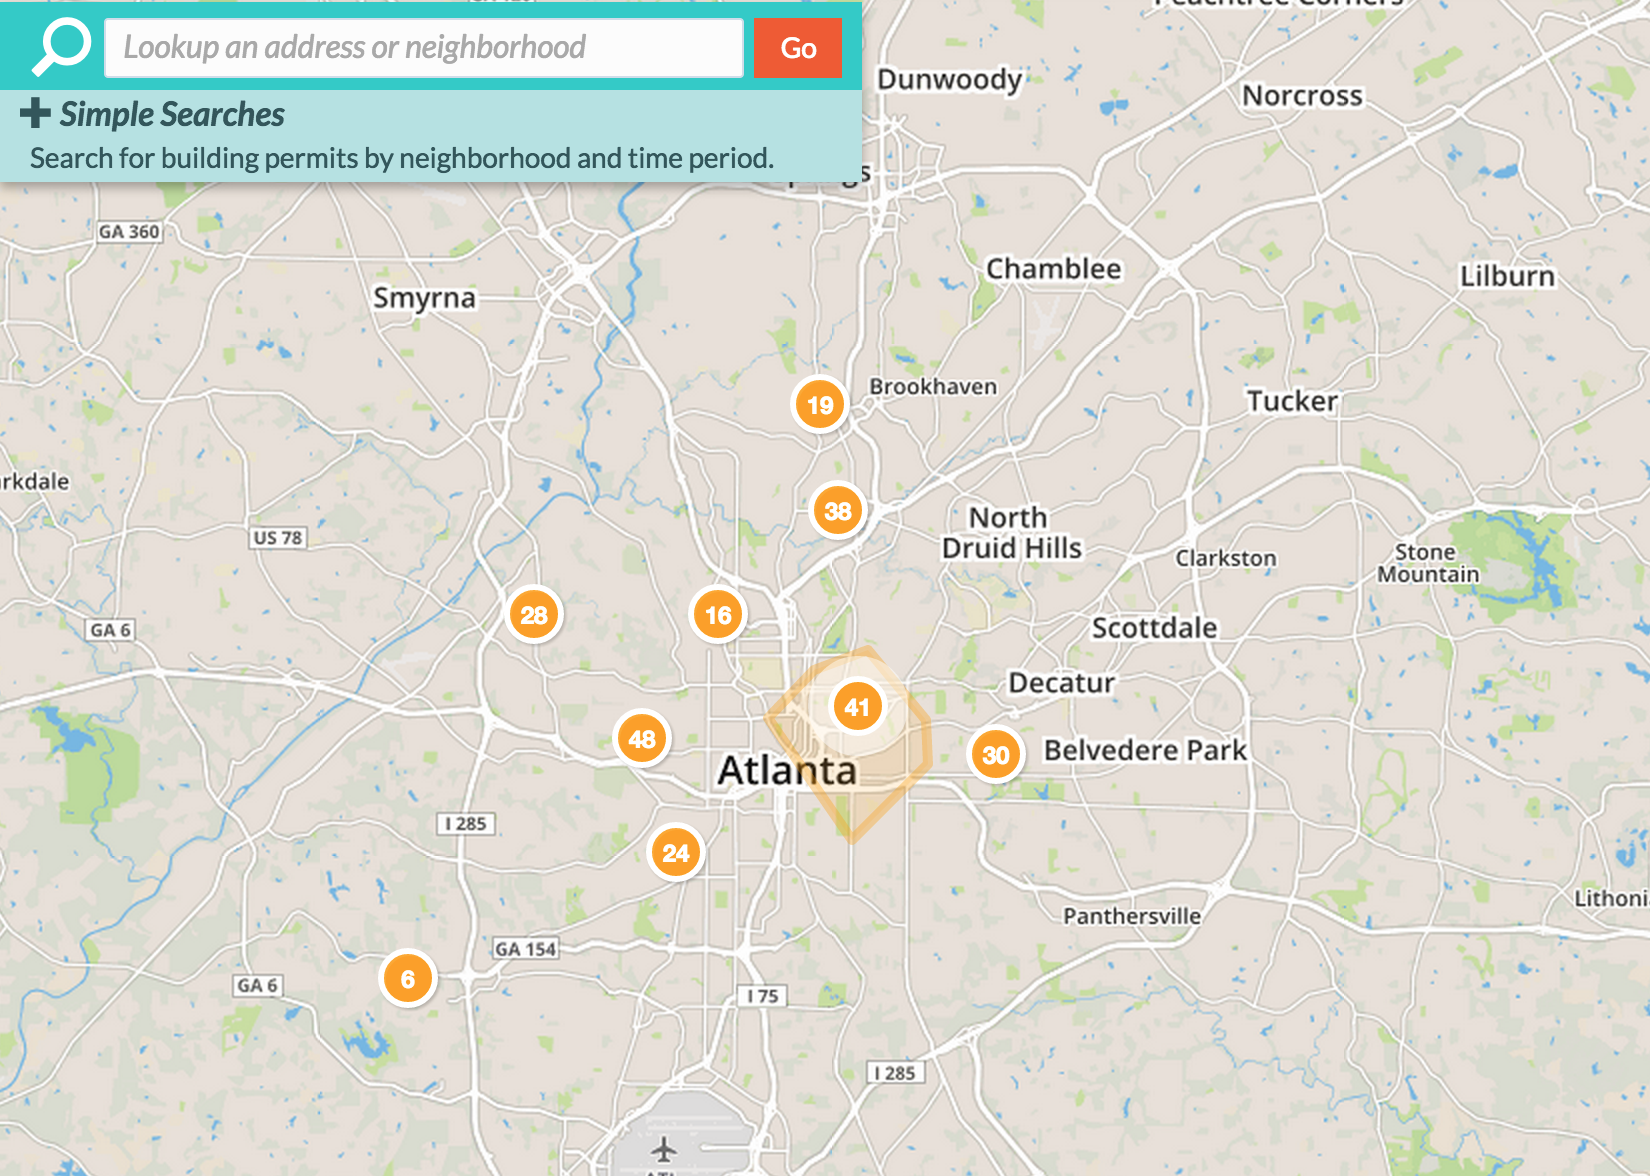 Lookup an address or neighborhood
Go
Simple Searches
Search for building permits by neighborhood and time period.
Dunwoody
Norcross
GA 360
Chamblee
Lilburn
Smyrna
Brookhaven
19
Tucker
rkdale
38
North
Druid Hills
US 78
Clarkston
Stone
Mountain
28
16
GA 6
Scottdale
Decatur
41
48
30
Belvedere Park
Atlanta
I 285
24
Lithoni
Panthersville
GA 154
6
GA 6
I 75
I 285